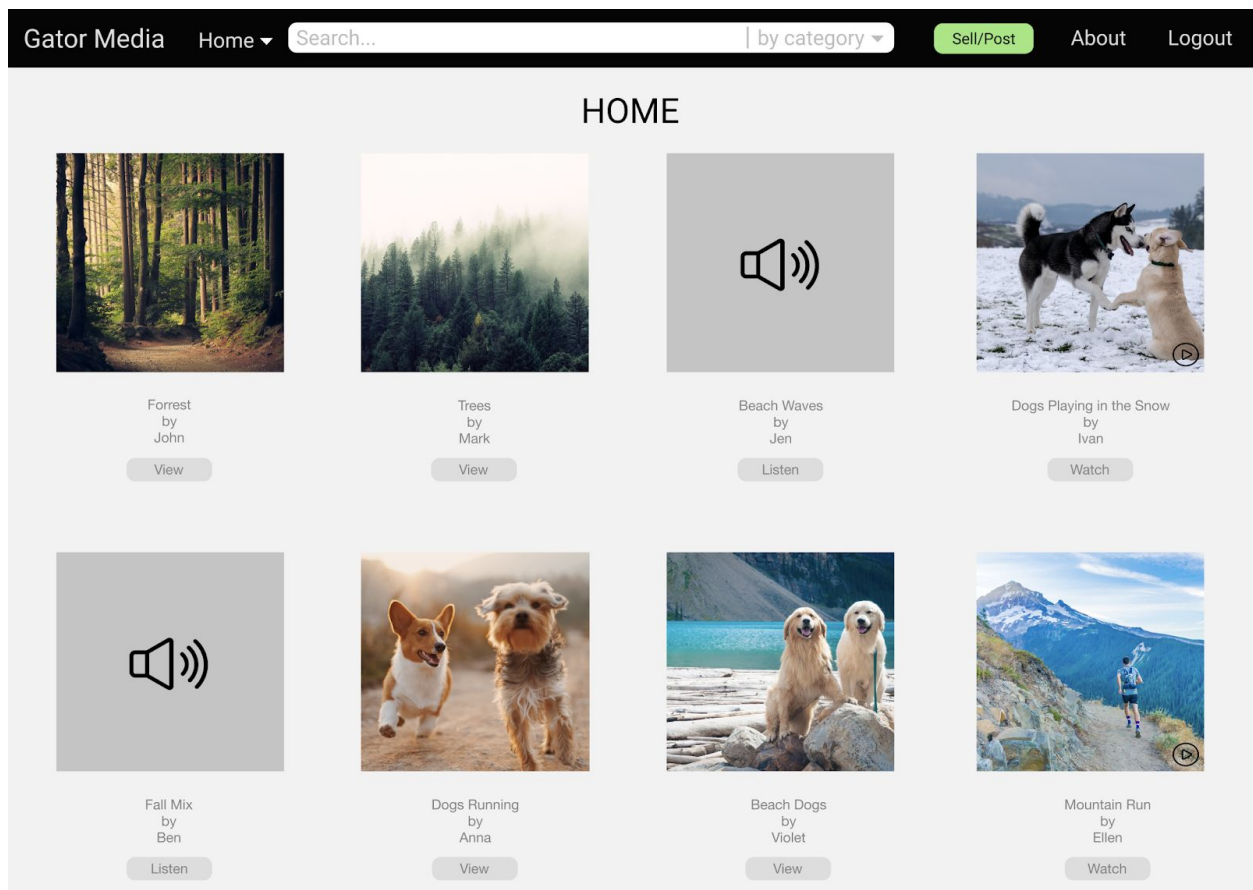 Gator Media Home Search... by category Sell/Post About Logout
HOME
Forrest
by
John
View
Trees
by
Mark
View
Beach Waves
by
Jen
Listen
Dogs Playing in the Snow
by
Ivan
Watch
Fall Mix
by
Ben
Listen
Dogs Running
by
Anna
View
Beach Dogs
by
Violet
View
Mountain Run
by
Ellen
Watch